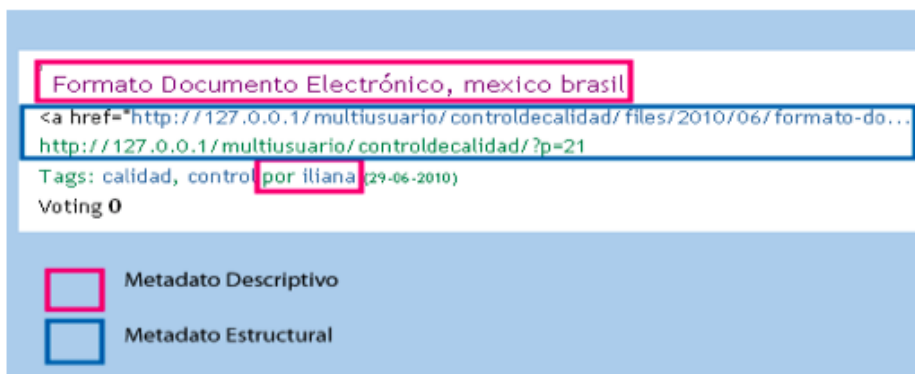 Formato Documento Electrónico, mexico brasil
<a href="http://127.0.0.1/multiusuario/controldecalidad/files/2010/06/formato-do...
http://127.0.0.1/multiusuario/controldecalidad/?p=21
Tags: calidad, control por iliana (29-06-2010)
Voting 0
Metadato Descriptivo
Metadato Estructural